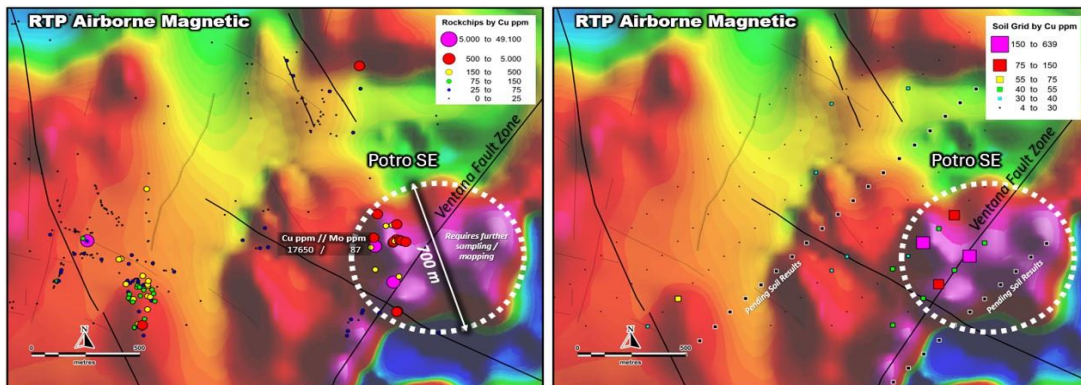 RTP Airborne Magnetic
Rockchips by Cu ppm
5.000 to 49.100
500 to 5.000
150 to 500
75 to 150
25 to 75
0 to 25
Potro SE
Ventana Fault Zone
Cu ppm // Mo ppm
17650 / 87
Requires further
sampling /
mapping
700 m
N
0 500
metres
RTP Airborne Magnetic
Soil Grid by Cu ppm
150 to 639
75 to 150
55 to 75
40 to 55
30 to 40
4 to 30
Potro SE
Ventana Fault Zone
Pending Soil Results
Pending Soil Results
N
0 500
metres